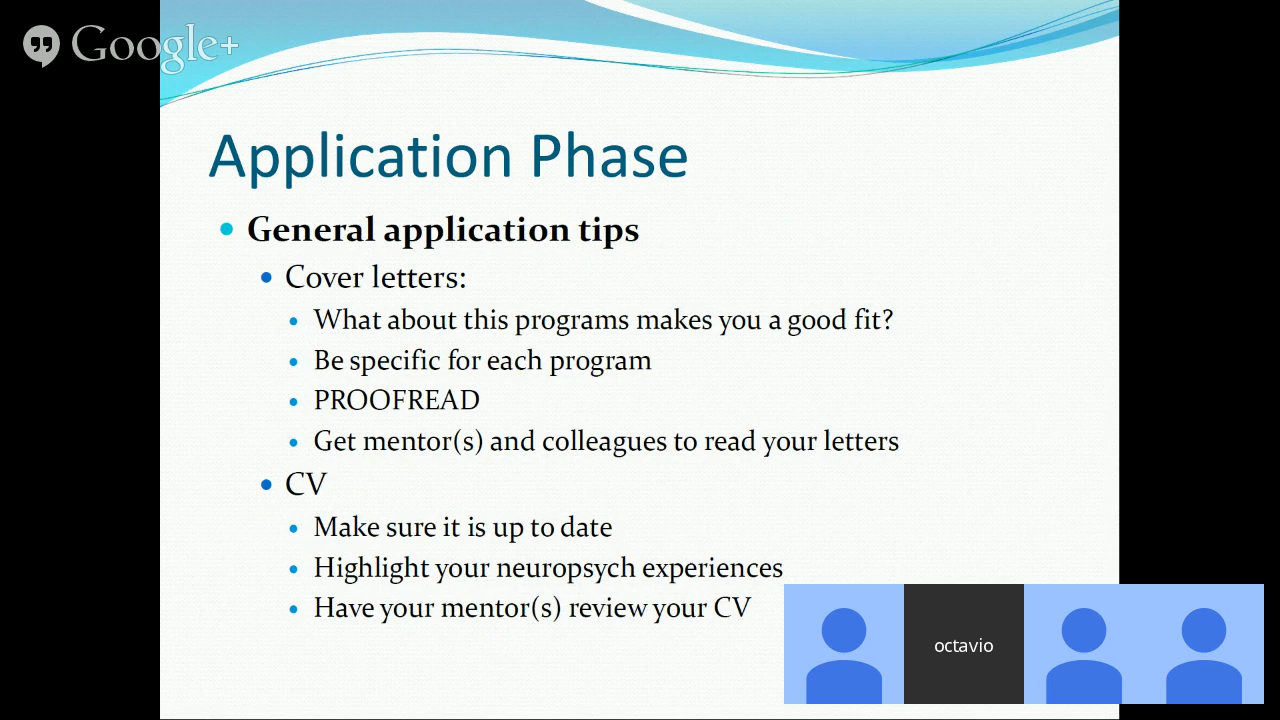 Google+
Application Phase
General application tips
Cover letters:
What about this programs makes you a good fit?
Be specific for each program
PROOFREAD
Get mentor(s) and colleagues to read your letters
CV
Make sure it is up to date
Highlight your neuropsych experiences
Have your mentor(s) review your CV
octavio